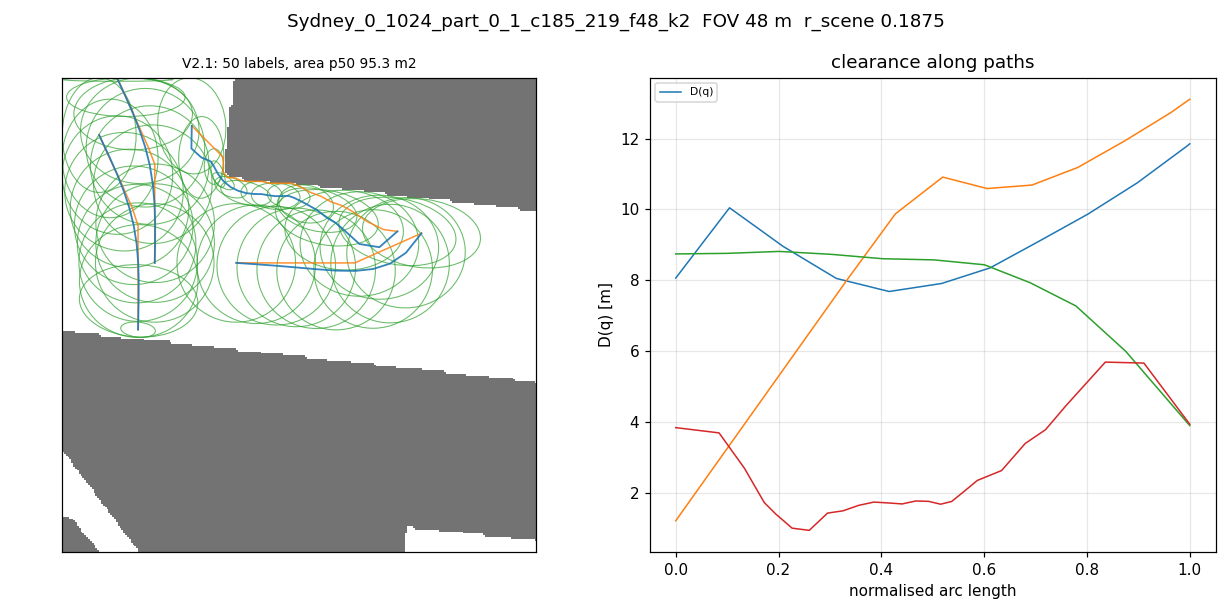 Sydney_0_1024_part_0_1_c185_219_f48_k2  FOV 48 m  r_scene 0.1875
V2.1: 50 labels, area p50 95.3 m2
clearance along paths
D(q)
D(q) [m]
12
10
8
6
4
2
0.0 0.2 0.4 0.6 0.8 1.0
normalised arc length